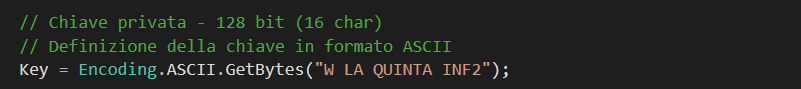 // Chiave privata - 128 bit (16 char)
// Definizione della chiave in formato ASCII
Key = Encoding.ASCII.GetBytes("W LA QUINTA INF2");